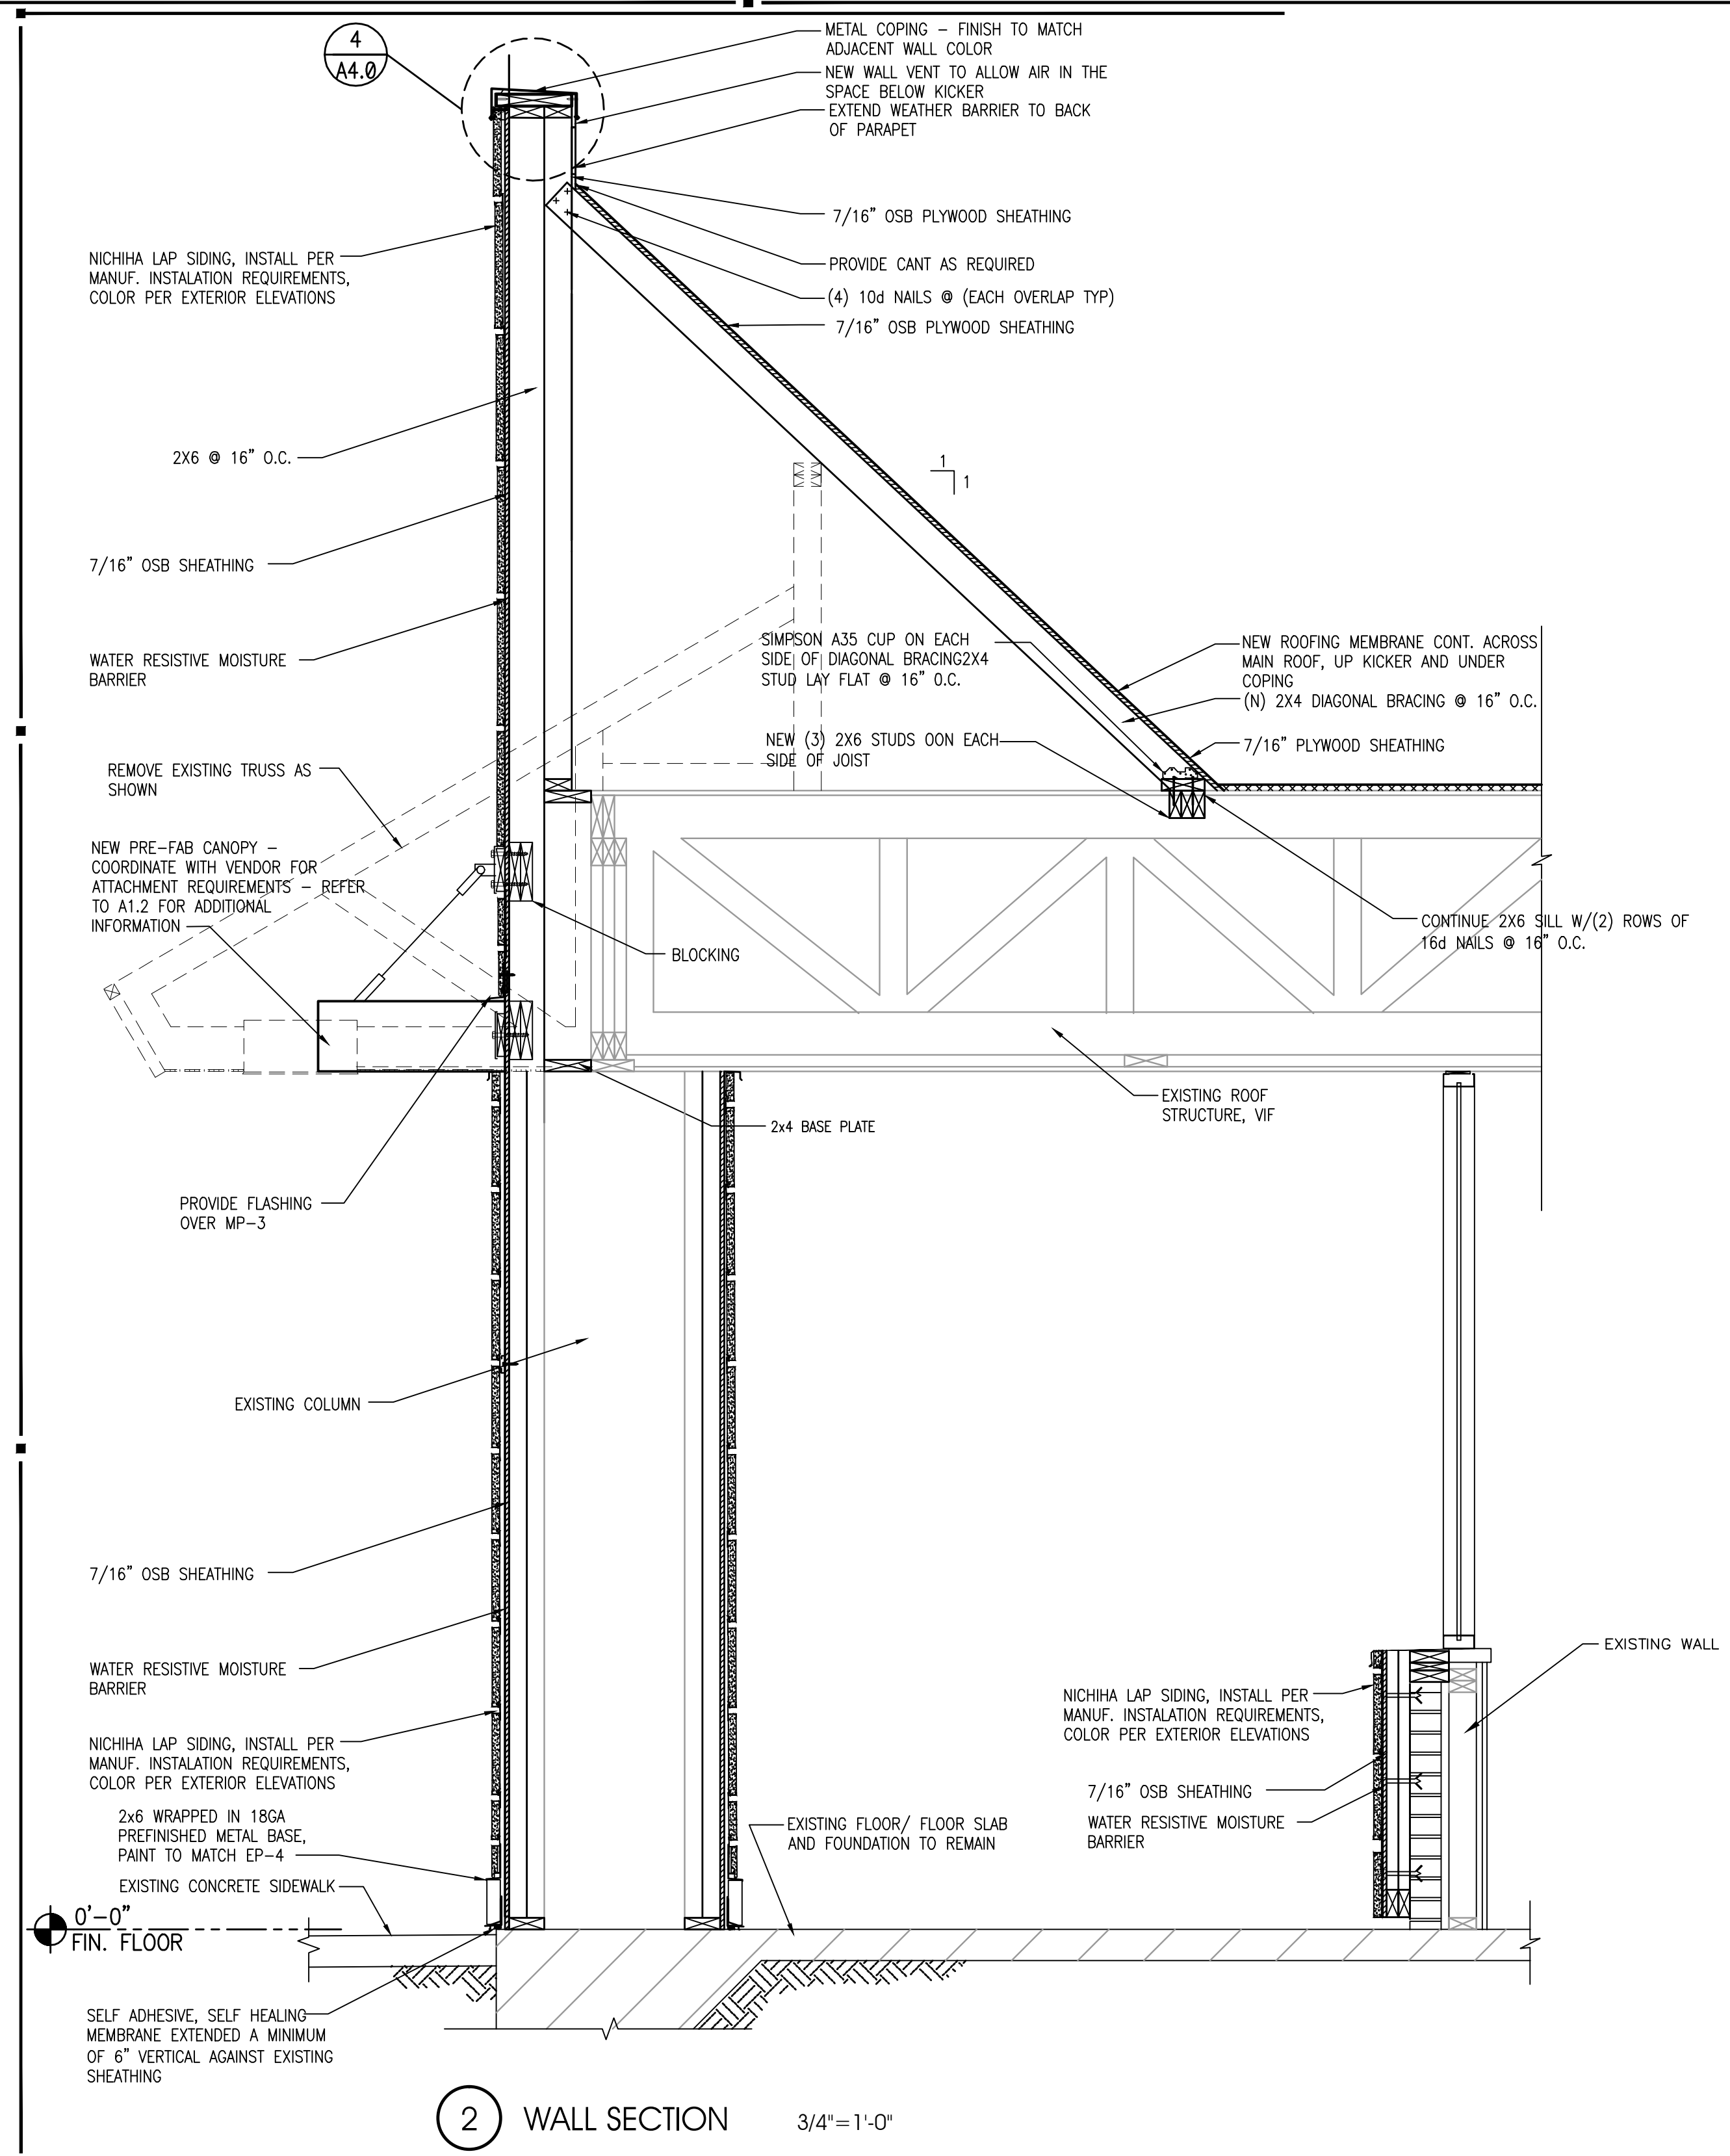 4
A4.0
METAL COPING – FINISH TO MATCH
ADJACENT WALL COLOR
NEW WALL VENT TO ALLOW AIR IN THE
SPACE BELOW KICKER
EXTEND WEATHER BARRIER TO BACK
OF PARAPET
7/16" OSB PLYWOOD SHEATHING
PROVIDE CANT AS REQUIRED
(4) 10d NAILS @ (EACH OVERLAP TYP)
7/16" OSB PLYWOOD SHEATHING
NICHIHA LAP SIDING, INSTALL PER
MANUF. INSTALATION REQUIREMENTS,
COLOR PER EXTERIOR ELEVATIONS
2X6 @ 16" O.C.
1
1
7/16" OSB SHEATHING
WATER RESISTIVE MOISTURE
BARRIER
SIMPSON A35 CUP ON EACH
SIDE OF DIAGONAL BRACING2X4
STUD LAY FLAT @ 16" O.C.
NEW ROOFING MEMBRANE CONT. ACROSS
MAIN ROOF, UP KICKER AND UNDER
COPING
(N) 2X4 DIAGONAL BRACING @ 16" O.C.
7/16" PLYWOOD SHEATHING
NEW (3) 2X6 STUDS OON EACH
SIDE OF JOIST
REMOVE EXISTING TRUSS AS
SHOWN
NEW PRE–FAB CANOPY –
COORDINATE WITH VENDOR FOR
ATTACHMENT REQUIREMENTS – REFER
TO A1.2 FOR ADDITIONAL
INFORMATION
BLOCKING
CONTINUE 2X6 SILL W/(2) ROWS OF
16d NAILS @ 16" O.C.
EXISTING ROOF
STRUCTURE, VIF
2x4 BASE PLATE
PROVIDE FLASHING
OVER MP–3
EXISTING COLUMN
7/16" OSB SHEATHING
WATER RESISTIVE MOISTURE
BARRIER
EXISTING WALL
NICHIHA LAP SIDING, INSTALL PER
MANUF. INSTALATION REQUIREMENTS,
COLOR PER EXTERIOR ELEVATIONS
NICHIHA LAP SIDING, INSTALL PER
MANUF. INSTALATION REQUIREMENTS,
COLOR PER EXTERIOR ELEVATIONS
7/16" OSB SHEATHING
WATER RESISTIVE MOISTURE
BARRIER
2x6 WRAPPED IN 18GA
PREFINISHED METAL BASE,
PAINT TO MATCH EP–4
EXISTING FLOOR/ FLOOR SLAB
AND FOUNDATION TO REMAIN
EXISTING CONCRETE SIDEWALK
0'–0"
FIN. FLOOR
SELF ADHESIVE, SELF HEALING
MEMBRANE EXTENDED A MINIMUM
OF 6" VERTICAL AGAINST EXISTING
SHEATHING
2 WALL SECTION 3/4"=1'-0"